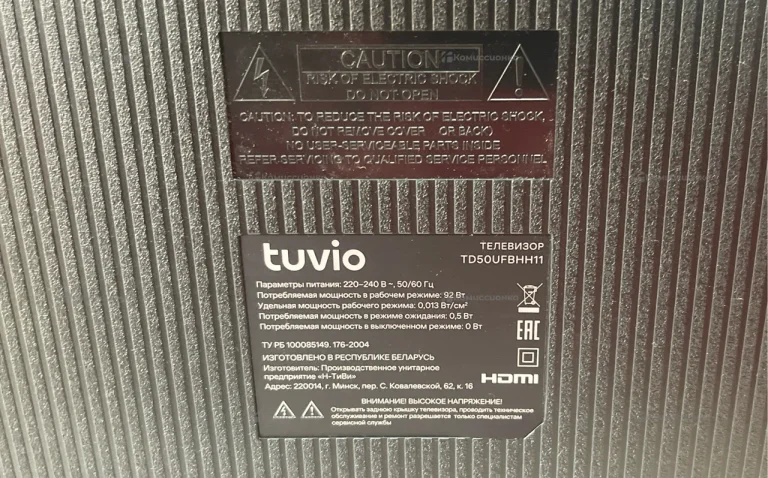 CAUTION
RISK OF ELECTRIC SHOCK
DO NOT OPEN
CAUTION: TO REDUCE THE RISK OF ELECTRIC SHOCK,
DO NOT REMOVE COVER OR BACK)
NO USER-SERVICEABLE PARTS INSIDE
REFER SERVICING TO QUALIFIED SERVICE PERSONNEL
Комиссионер
tuvio
ТЕЛЕВИЗОР
TD50UFBHH11
Параметры питания: 220–240 В ~, 50/60 Гц
Потребляемая мощность в рабочем режиме: 92 Вт
Удельная мощность рабочего режима: 0,013 Вт/см²
Потребляемая мощность в режиме ожидания: 0,5 Вт
Потребляемая мощность в выключенном режиме: 0 Вт
ТУ РБ 100085149. 176-2004
ИЗГОТОВЛЕНО В РЕСПУБЛИКЕ БЕЛАРУСЬ
Изготовитель: Производственное унитарное
предприятие «Н-ТиВи»
Адрес: 220014, г. Минск, пер. С. Ковалевской, 62, к. 16
EAC
HDMI
ВНИМАНИЕ! ВЫСОКОЕ НАПРЯЖЕНИЕ!
Открывать заднюю крышку телевизора, проводить техническое
обслуживание и ремонт разрешается только специалистам
сервисной службы